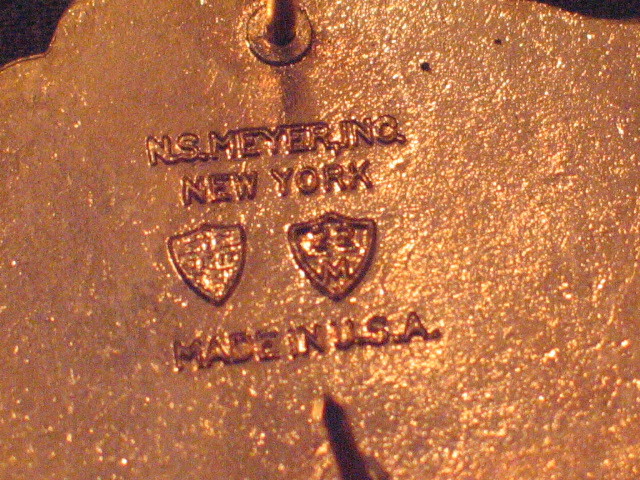 N.S. MEYER, INC.
NEW YORK
MADE IN U.S.A.